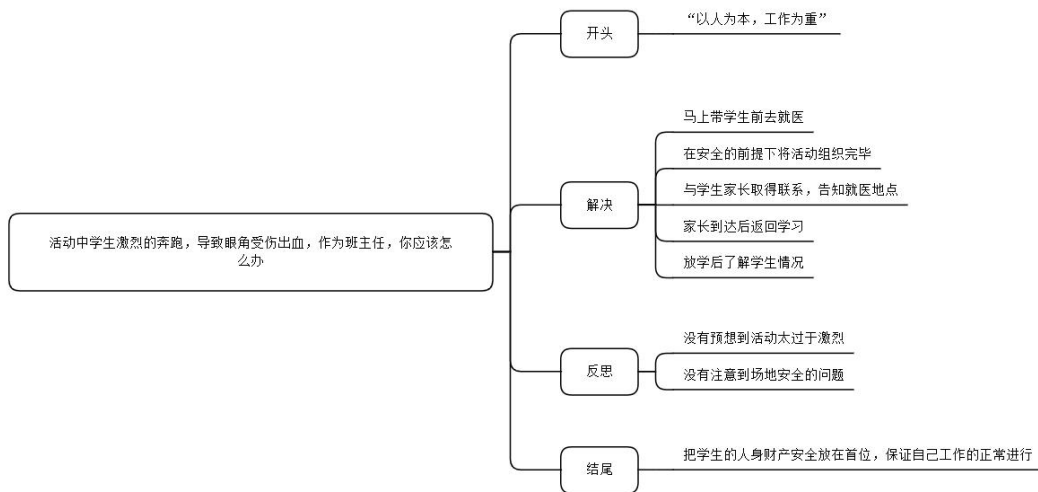 活动中学生激烈的奔跑，导致眼角受伤出血，作为班主任，你应该怎
么办
开头
“以人为本，工作为重”
解决
马上带学生前去就医
在安全的前提下将活动组织完毕
与学生家长取得联系，告知就医地点
家长到达后返回学习
放学后了解学生情况
反思
没有预想到活动太过于激烈
没有注意到场地安全的问题
结尾
把学生的人身财产安全放在首位，保证自己工作的正常进行